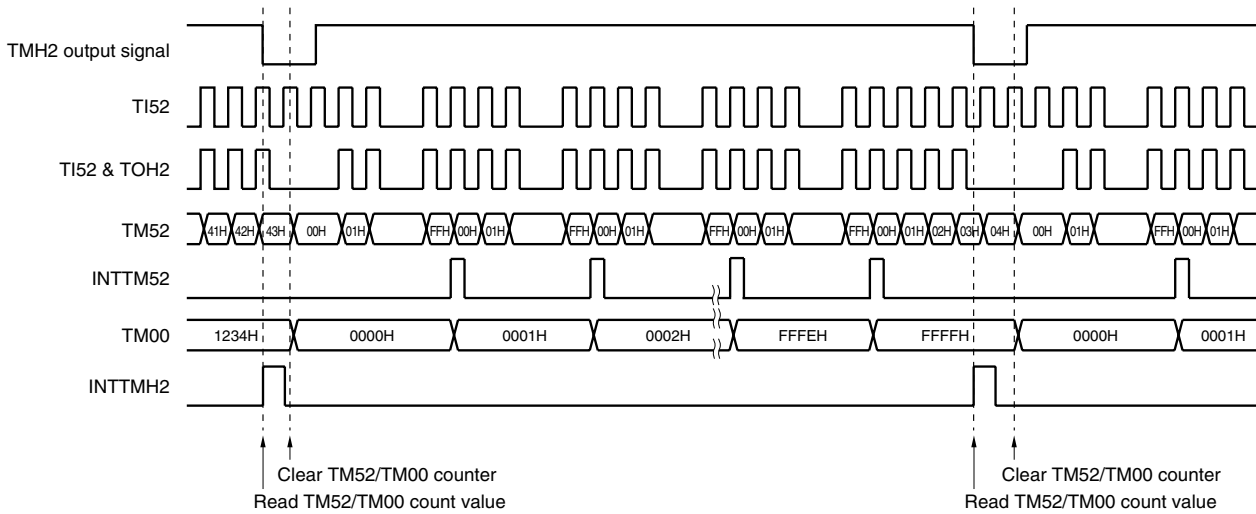 TMH2 output signal
TI52
TI52 & TOH2
TM52 41H 42H 43H 00H 01H FFH 00H 01H FFH 00H 01H FFH 00H 01H FFH 00H 01H 02H 03H 04H 00H 01H FFH 00H 01H
INTTM52
TM00 1234H 0000H 0001H 0002H FFFEH FFFFH 0000H 0001H
INTTMH2
Clear TM52/TM00 counter Clear TM52/TM00 counter
Read TM52/TM00 count value Read TM52/TM00 count value